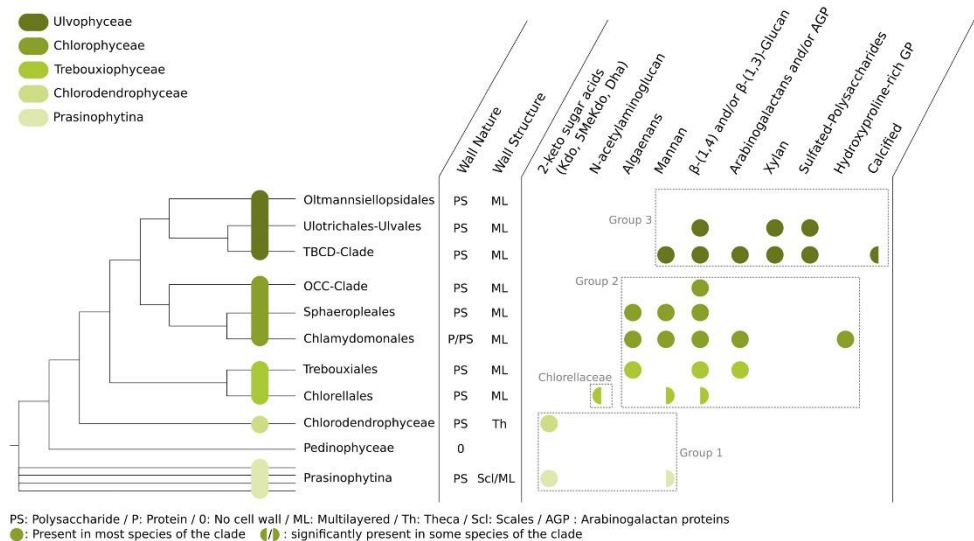 Ulvophyceae
Chlorophyceae
Trebouxiophyceae
Chlorodendrophyceae
Prasinophytina
Wall Nature
Wall Structure
2-keto sugar acids
(Kdo, 5MeKdo, Dha)
N-acetylaminoglucan
Algaenans
Mannan
β-(1,4) and/or β-(1,3)-Glucan
Arabinogalactans and/or AGP
Xylan
Sulfated-Polysaccharides
Hydroxyproline-rich GP
Calcified
Oltmannsiellopsidales PS ML
Group 3
Ulotrichales-Ulvales PS ML
TBCD-Clade PS ML
Group 2
OCC-Clade PS ML
Sphaeropleales PS ML
Chlamydomonales P/PS ML
Trebouxiales PS ML
Chlorellaceae
Chlorellales PS ML
Chlorodendrophyceae PS Th
Pedinophyceae 0
Group 1
Prasinophytina PS Scl/ML
PS: Polysaccharide / P: Protein / 0: No cell wall / ML: Multilayered / Th: Theca / Scl: Scales / AGP : Arabinogalactan proteins
: Present in most species of the clade / : significantly present in some species of the clade